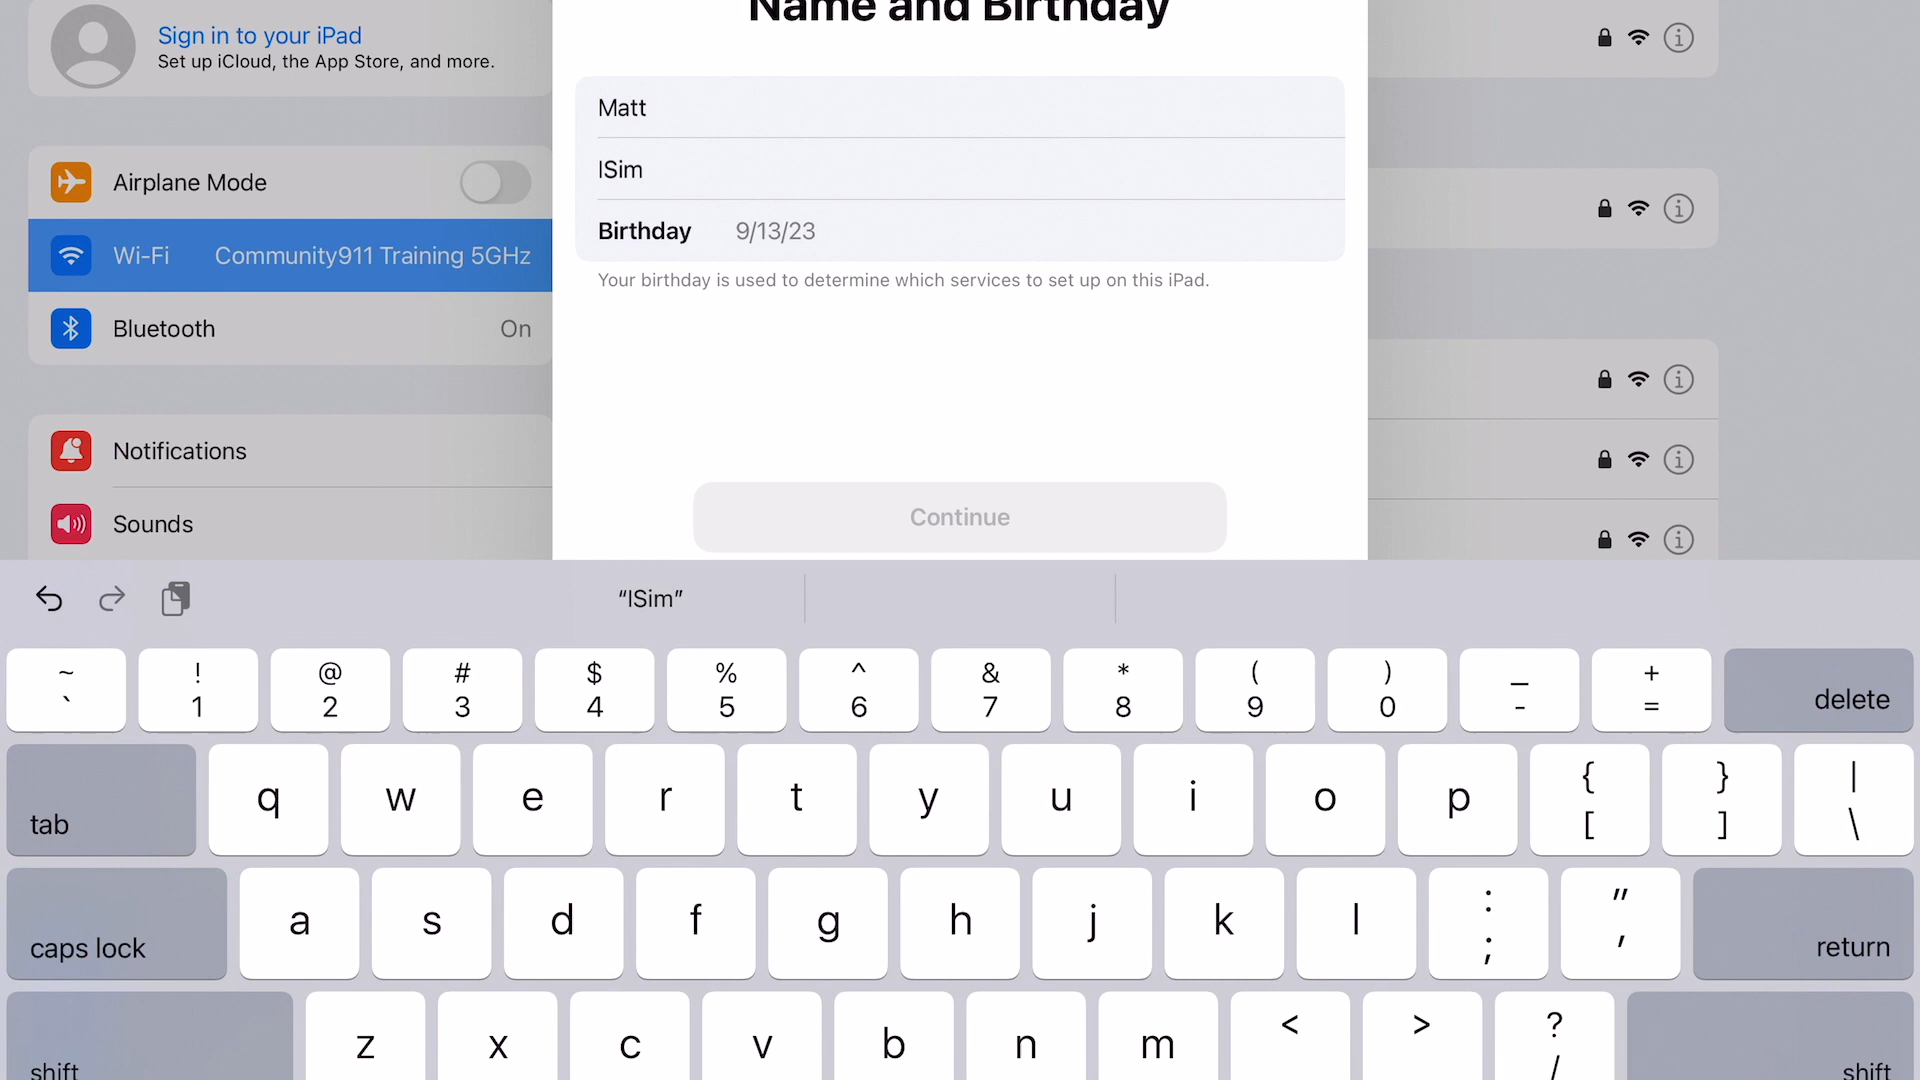 Name and Birthday
Sign in to your iPad
Set up iCloud, the App Store, and more.
Matt
lSim
Airplane Mode
Birthday 9/13/23
Wi-Fi Community911 Training 5GHz
Your birthday is used to determine which services to set up on this iPad.
Bluetooth On
Notifications
Continue
Sounds
“lSim”
~ ! @ # $ % ^ & * ( ) _ +
` 1 2 3 4 5 6 7 8 9 0 - = delete
{ } |
tab q w e r t y u i o p [ ] \
: "
caps lock a s d f g h j k l ; ' return
< > ?
shift z x c v b n m / shift